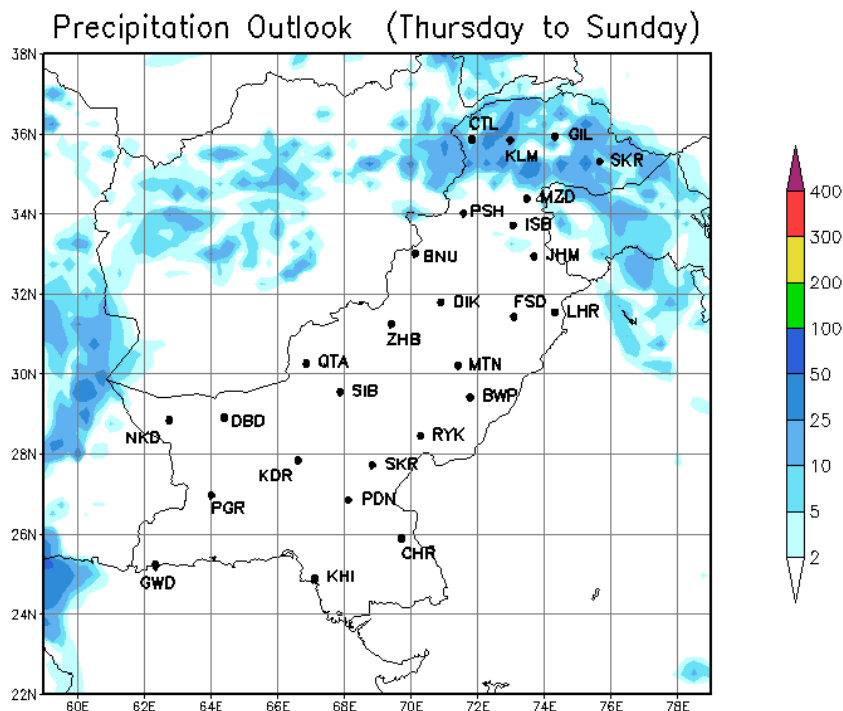 Precipitation Outlook (Thursday to Sunday)
38N
36N
34N
32N
30N
28N
26N
24N
22N
60E 62E 64E 66E 68E 70E 72E 74E 76E 78E
CTL
GIL
KLM
SKR
MZD
PSH
ISB
BNU
JHM
DIK
FSD
LHR
ZHB
QTA
MTN
SIB
BWP
NKD
DBD
RYK
KDR
SKR
PGR
PDN
CHR
GWD
KHI
400
300
200
100
50
25
10
5
2